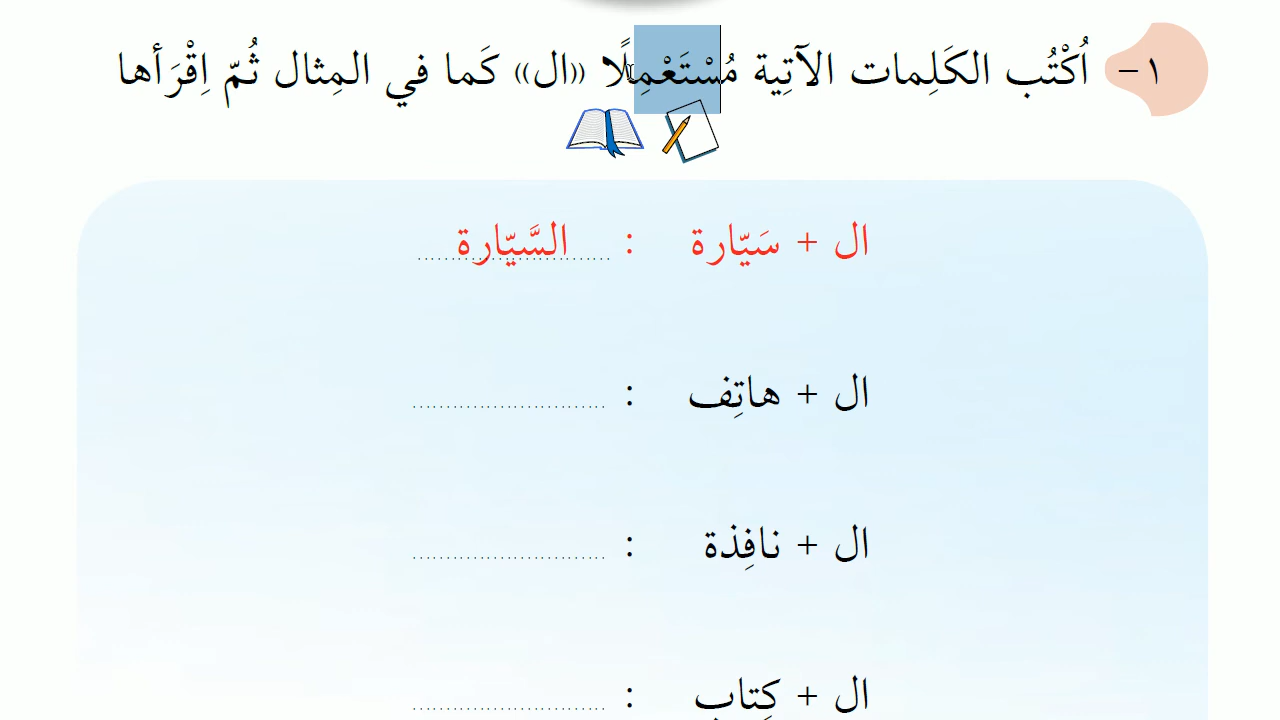 ١ – اُكْتُب الكَلِمات الآتِية مُسْتَعْمِلًا «ال» كَما في المِثال ثُمّ اِقْرَأها
ال + سَيّارة : السَّيّارة
ال + هاتِف : ............................
ال + نافِذة : ............................
ال + كِتاب : ............................